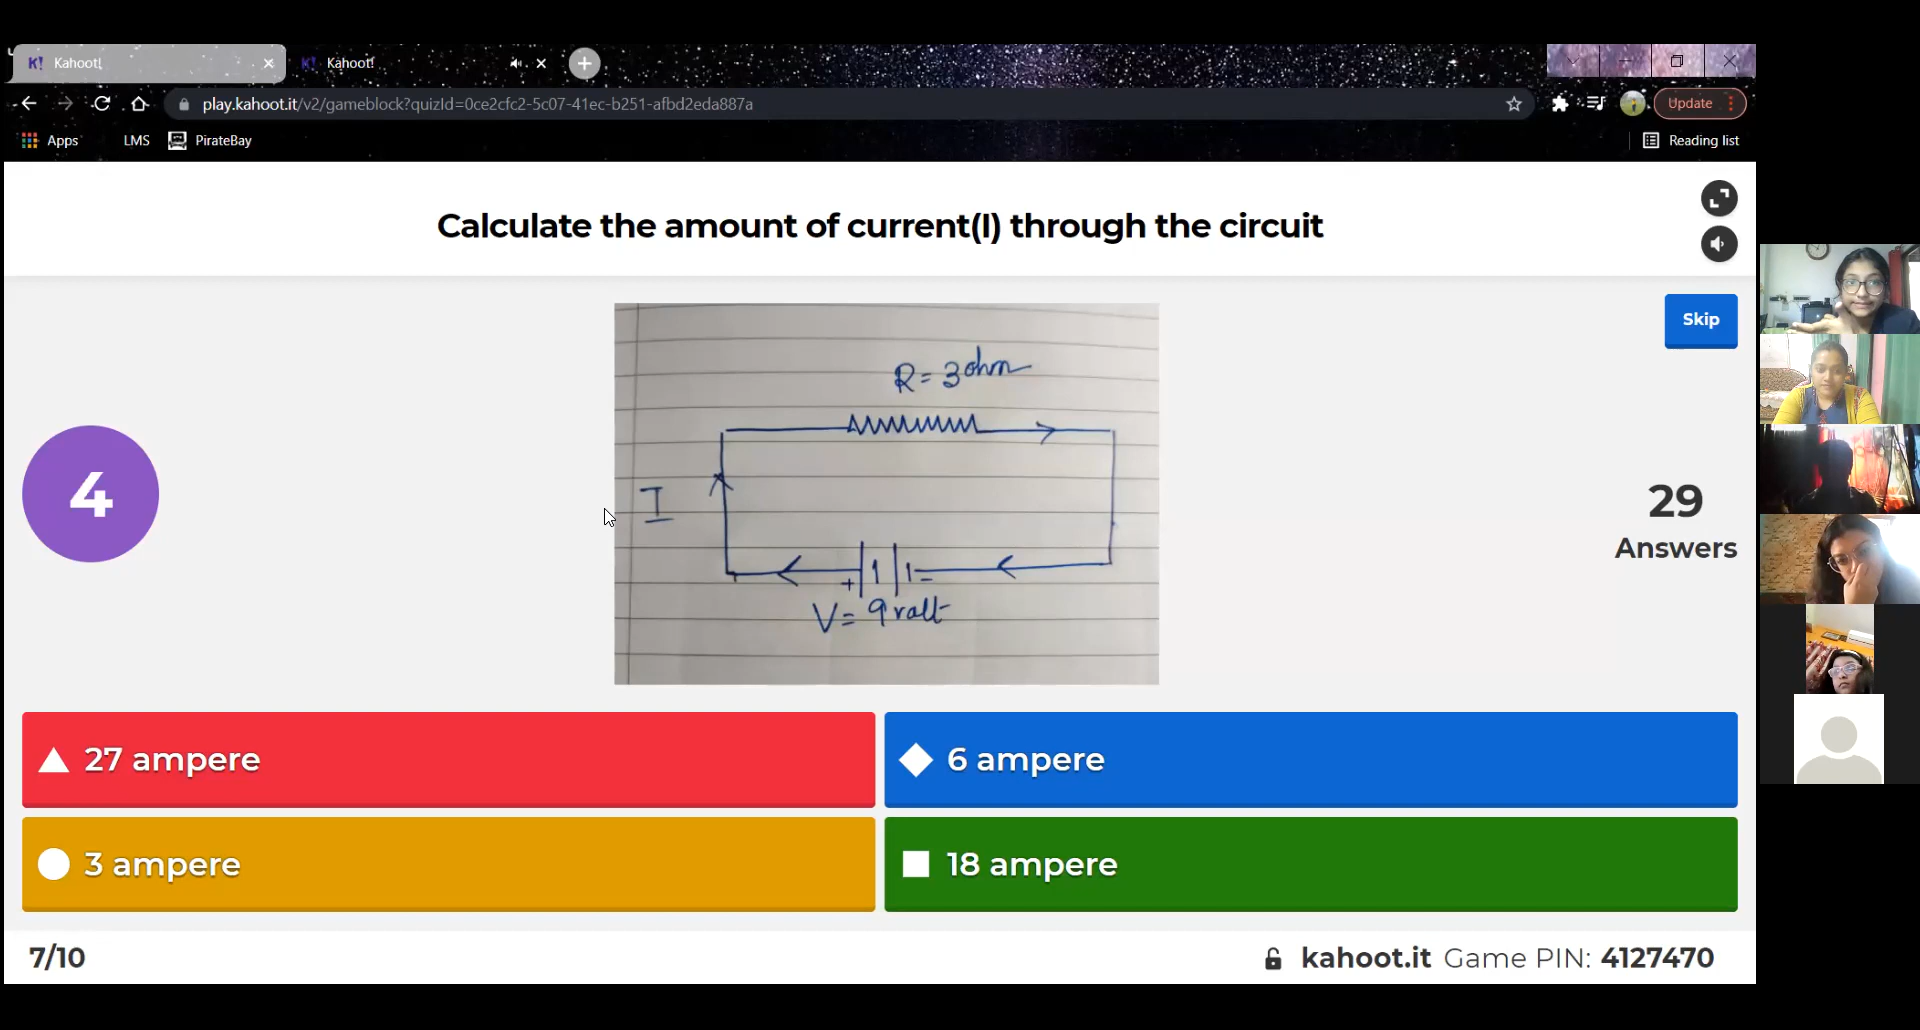 Kahoot!
Kahoot!
play.kahoot.it/v2/gameblock?quizId=0ce2cfc2-5c07-41ec-b251-afbd2eda887a
Update
Apps
LMS
PirateBay
Reading list
Calculate the amount of current(I) through the circuit
Skip
R = 3 ohm
4
I
29
Answers
+ | | -
V = 9 volt
27 ampere
6 ampere
3 ampere
18 ampere
7/10
kahoot.it Game PIN: 4127470